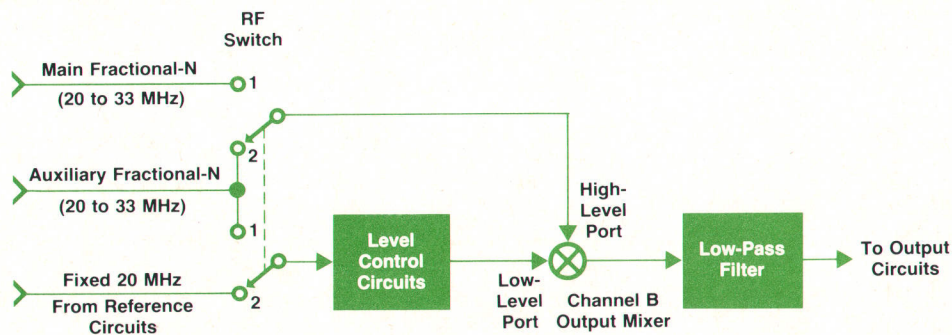 RF
Switch
Main Fractional-N
(20 to 33 MHz)
1
2
Auxiliary Fractional-N
(20 to 33 MHz)
1
High-
Level
Port
Level
Control
Circuits
Low-Pass
Filter
To Output
Circuits
Fixed 20 MHz
From Reference
Circuits
2
Low-
Level
Port
Channel B
Output Mixer